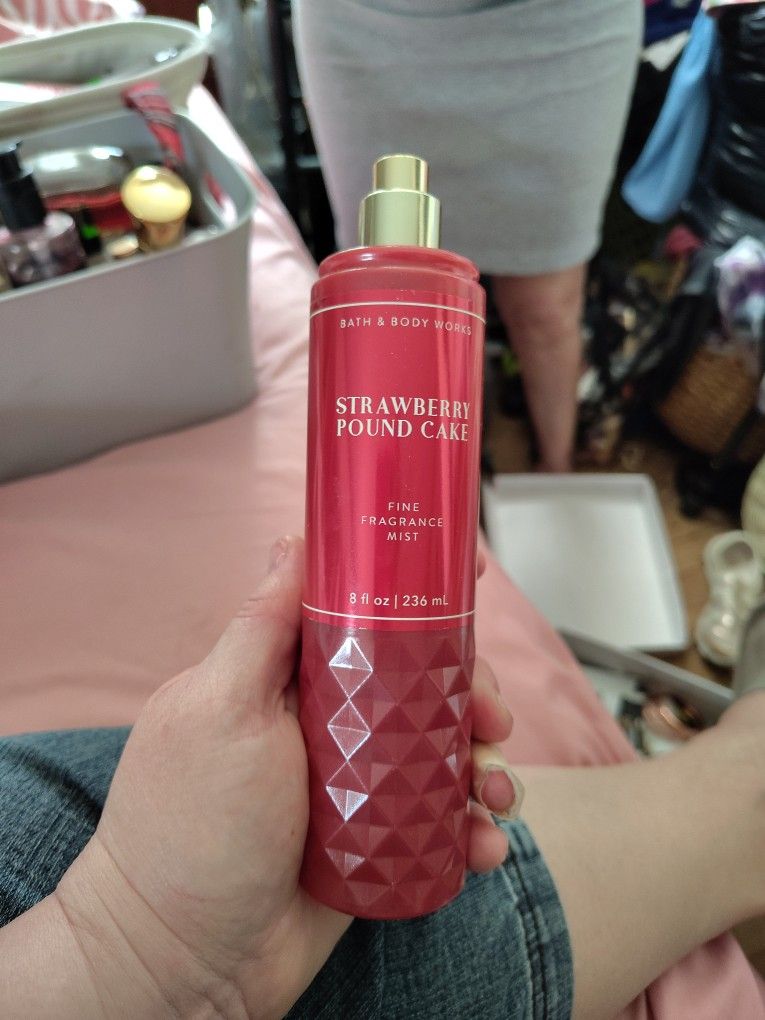 BATH & BODY WORKS
STRAWBERRY
POUND CAKE
FINE
FRAGRANCE
MIST
8 fl oz | 236 mL